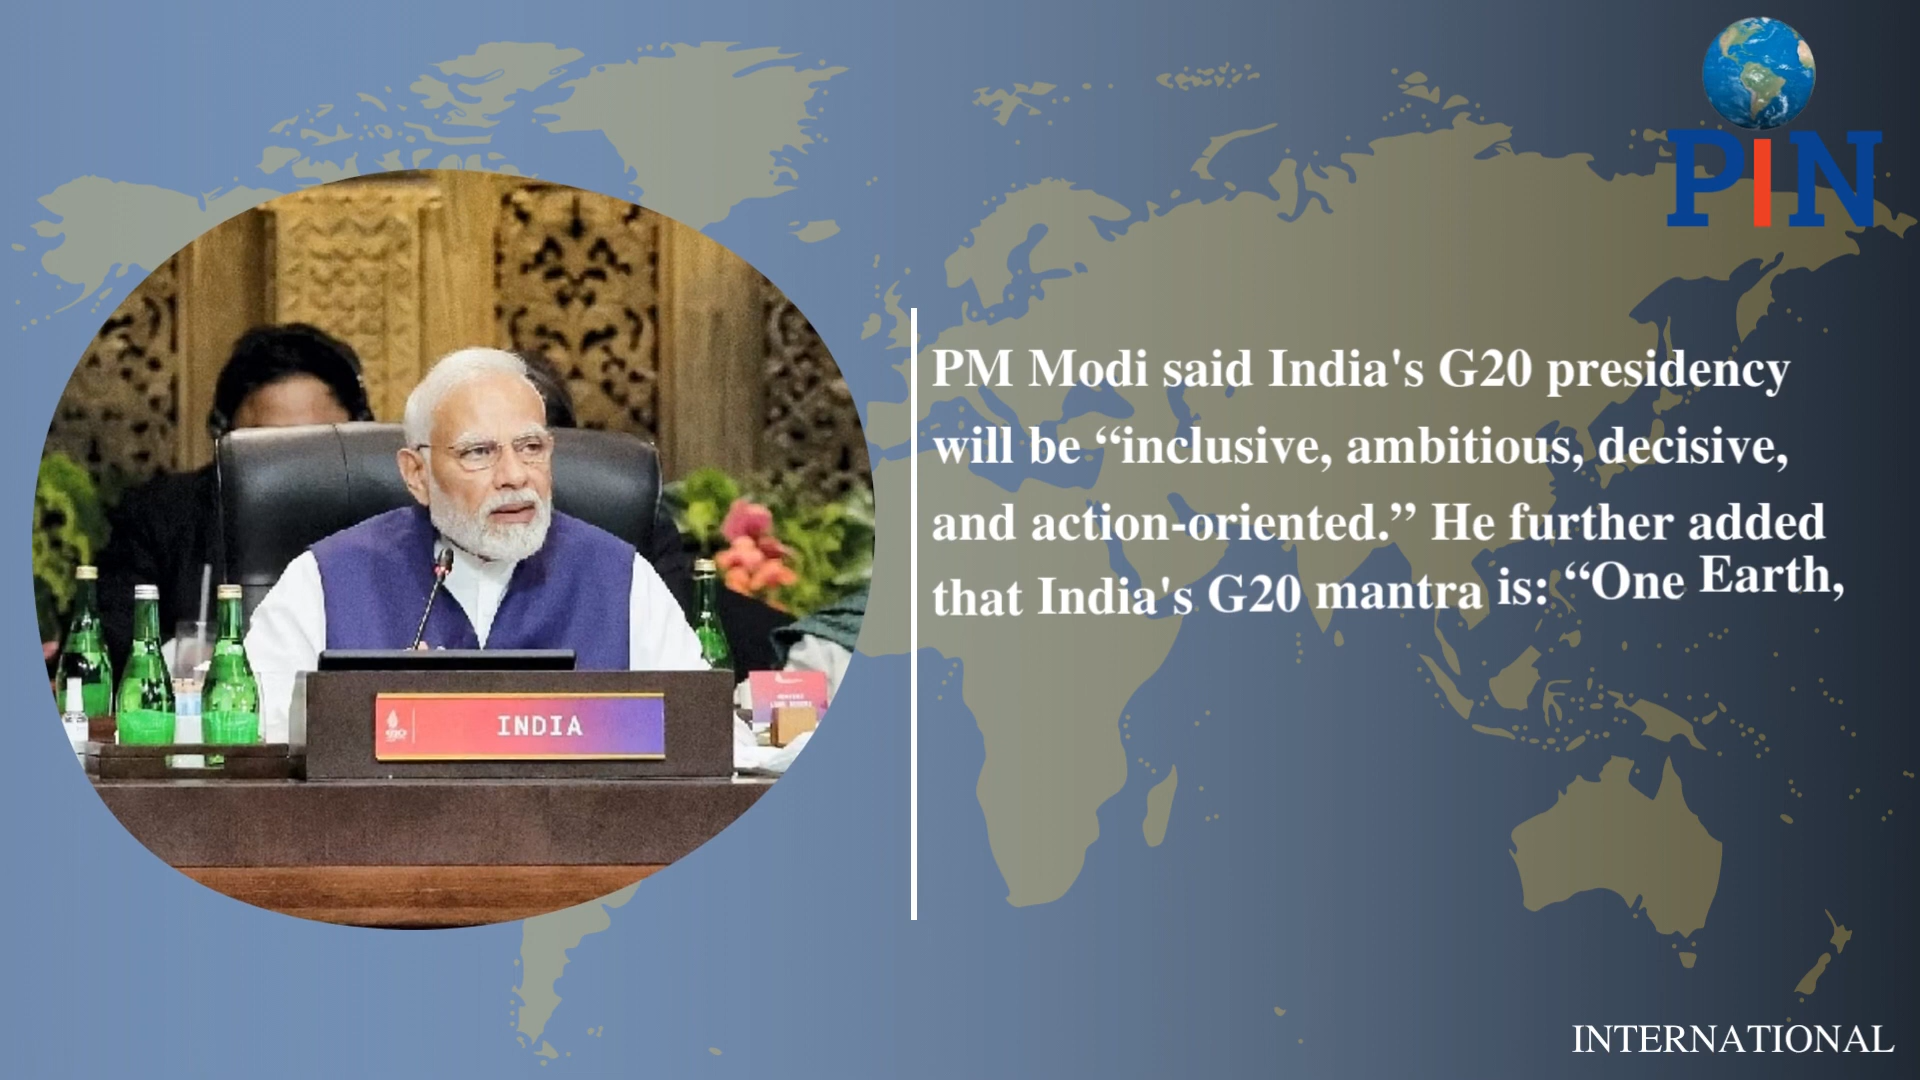 PIN
PM Modi said India's G20 presidency
will be “inclusive, ambitious, decisive,
and action-oriented.” He further added
that India's G20 mantra is: “One Earth,
INDIA
INTERNATIONAL